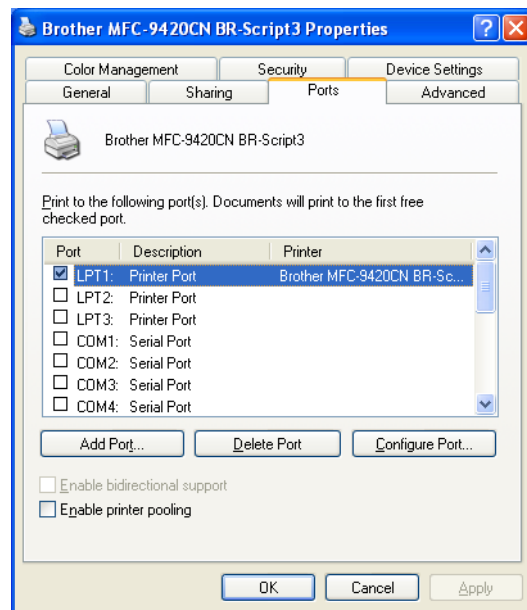 Brother MFC-9420CN BR-Script3 Properties
Color Management Security Device Settings
General Sharing Ports Advanced
Brother MFC-9420CN BR-Script3
Print to the following port(s). Documents will print to the first free
checked port.
Port Description Printer
LPT1: Printer Port Brother MFC-9420CN BR-Sc...
LPT2: Printer Port
LPT3: Printer Port
COM1: Serial Port
COM2: Serial Port
COM3: Serial Port
COM4: Serial Port
Add Port... Delete Port Configure Port...
Enable bidirectional support
Enable printer pooling
OK Cancel Apply